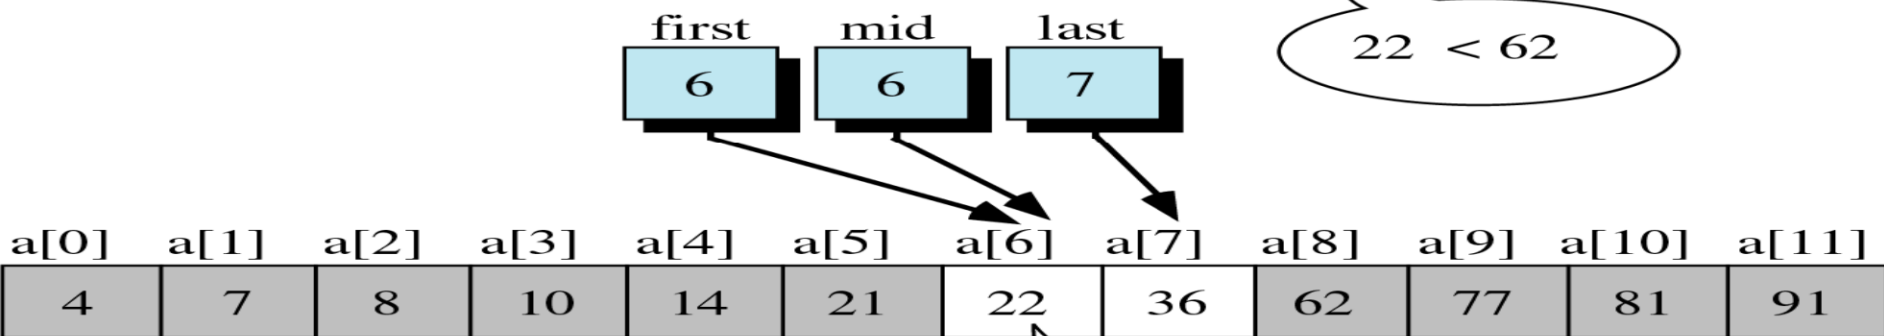 first mid last
22 < 62
6 6 7
a[0] a[1] a[2] a[3] a[4] a[5] a[6] a[7] a[8] a[9] a[10] a[11]
4 7 8 10 14 21 22 36 62 77 81 91